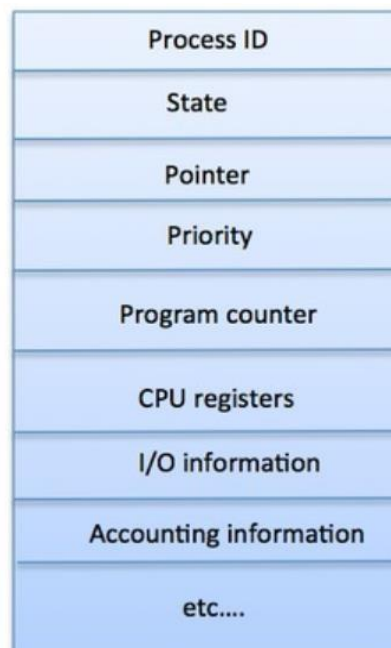 Process ID
State
Pointer
Priority
Program counter
CPU registers
I/O information
Accounting information
etc....